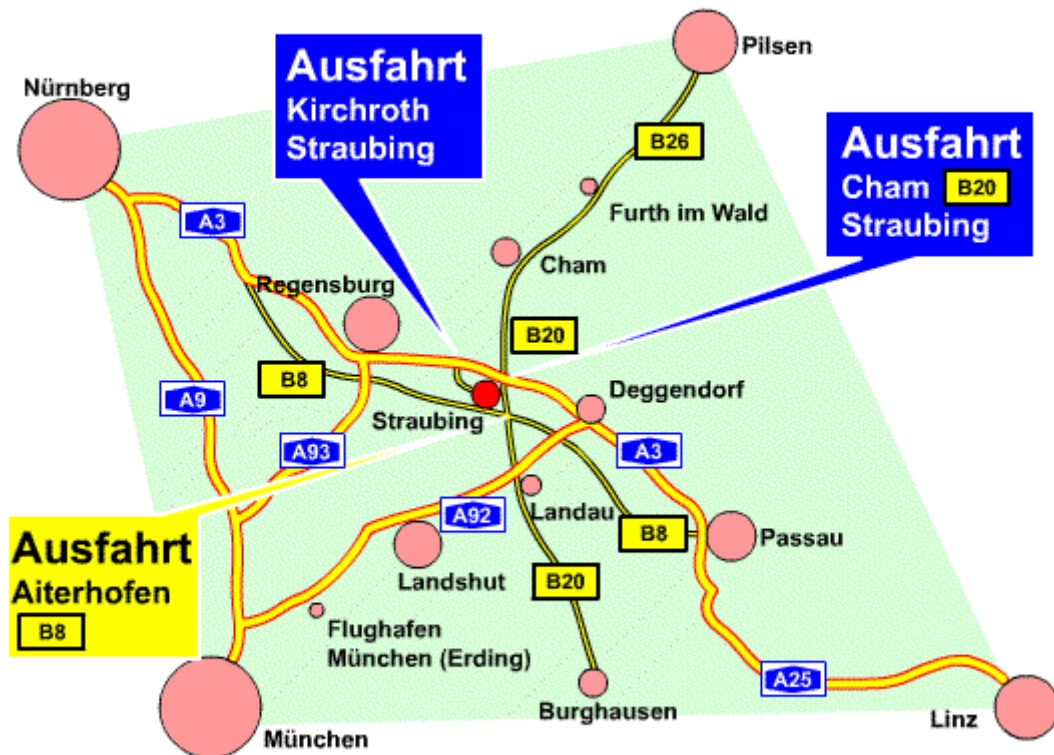 Ausfahrt
Kirchroth
Straubing
Pilsen
Nürnberg
Ausfahrt
Cham B20
Straubing
B26
Furth im Wald
A3
Cham
Regensburg
B20
B8
Deggendorf
A9
Straubing
A93
A3
A92
Landau
Ausfahrt
Aiterhofen
B8
B8
Passau
Landshut
B20
Flughafen
München (Erding)
A25
Burghausen
Linz
München